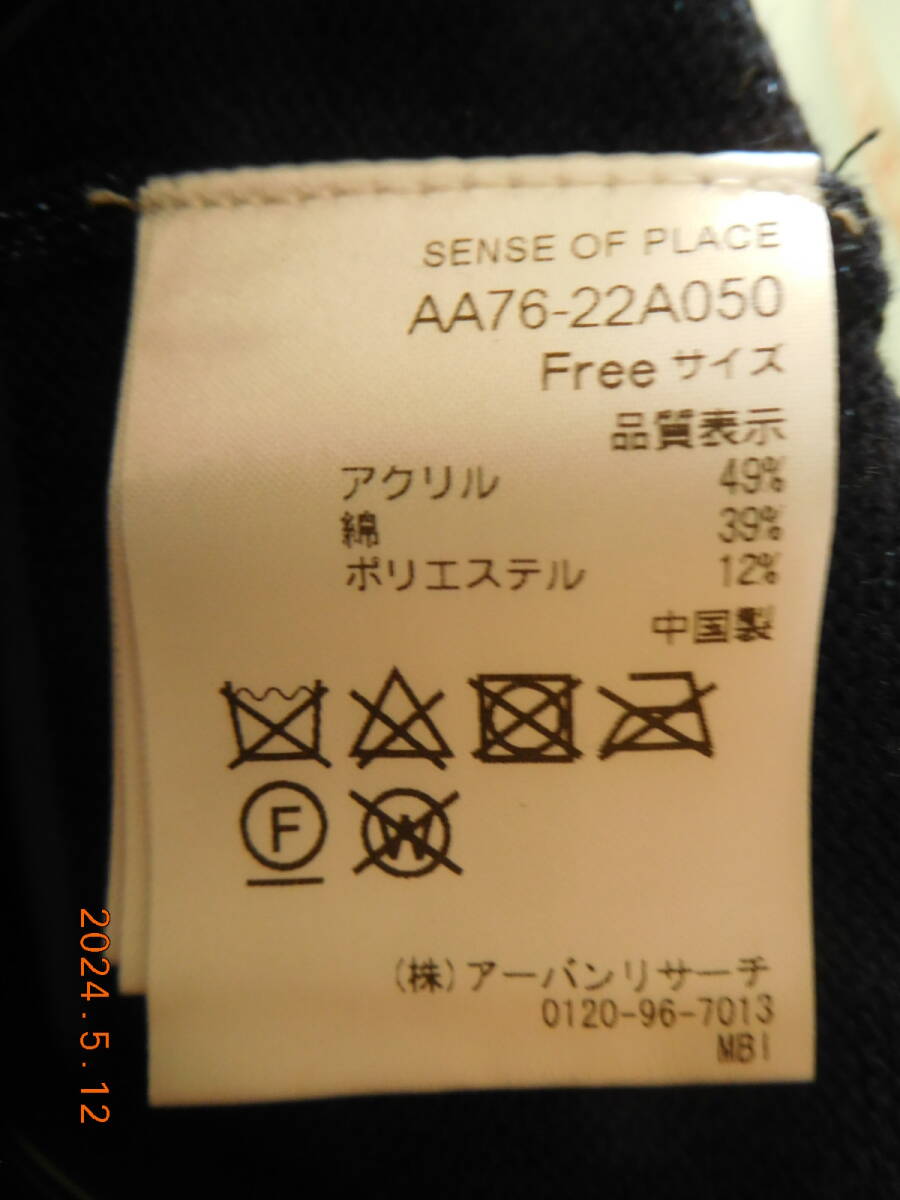 SENSE OF PLACE
AA76-22A050
Free サイズ
品質表示
アクリル 49%
綿 39%
ポリエステル 12%
中国製
F
W
(株)アーバンリサーチ
0120-96-7013
MBI
2024.5.12